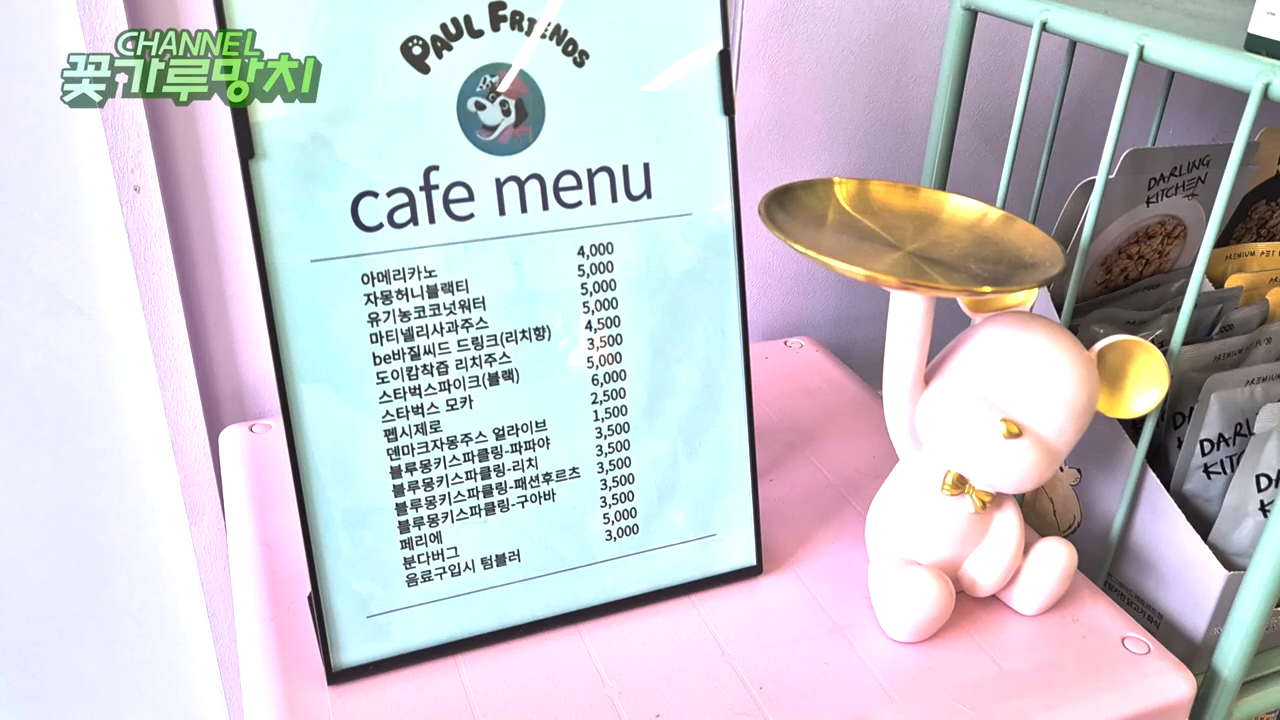 CHANNEL
꽃가루망치
PAUL FRIENDS
cafe menu
아메리카노 4,000
자몽허니블랙티 5,000
유기농코코넛워터 5,000
마티넬리사과주스 5,000
be바질씨드 드링크(리치향) 4,500
도이캄착즙 리치주스 3,500
스타벅스파이크(블랙) 5,000
스타벅스 모카 6,000
펩시제로 2,500
덴마크자몽주스 얼라이브 1,500
블루몽키스파클링-파파야 3,500
블루몽키스파클링-리치 3,500
블루몽키스파클링-패션후르츠 3,500
블루몽키스파클링-구아바 3,500
페리에 3,500
분다버그 5,000
음료구입시 텀블러 3,000
DARLING
KITCHEN
PREMIUM PET